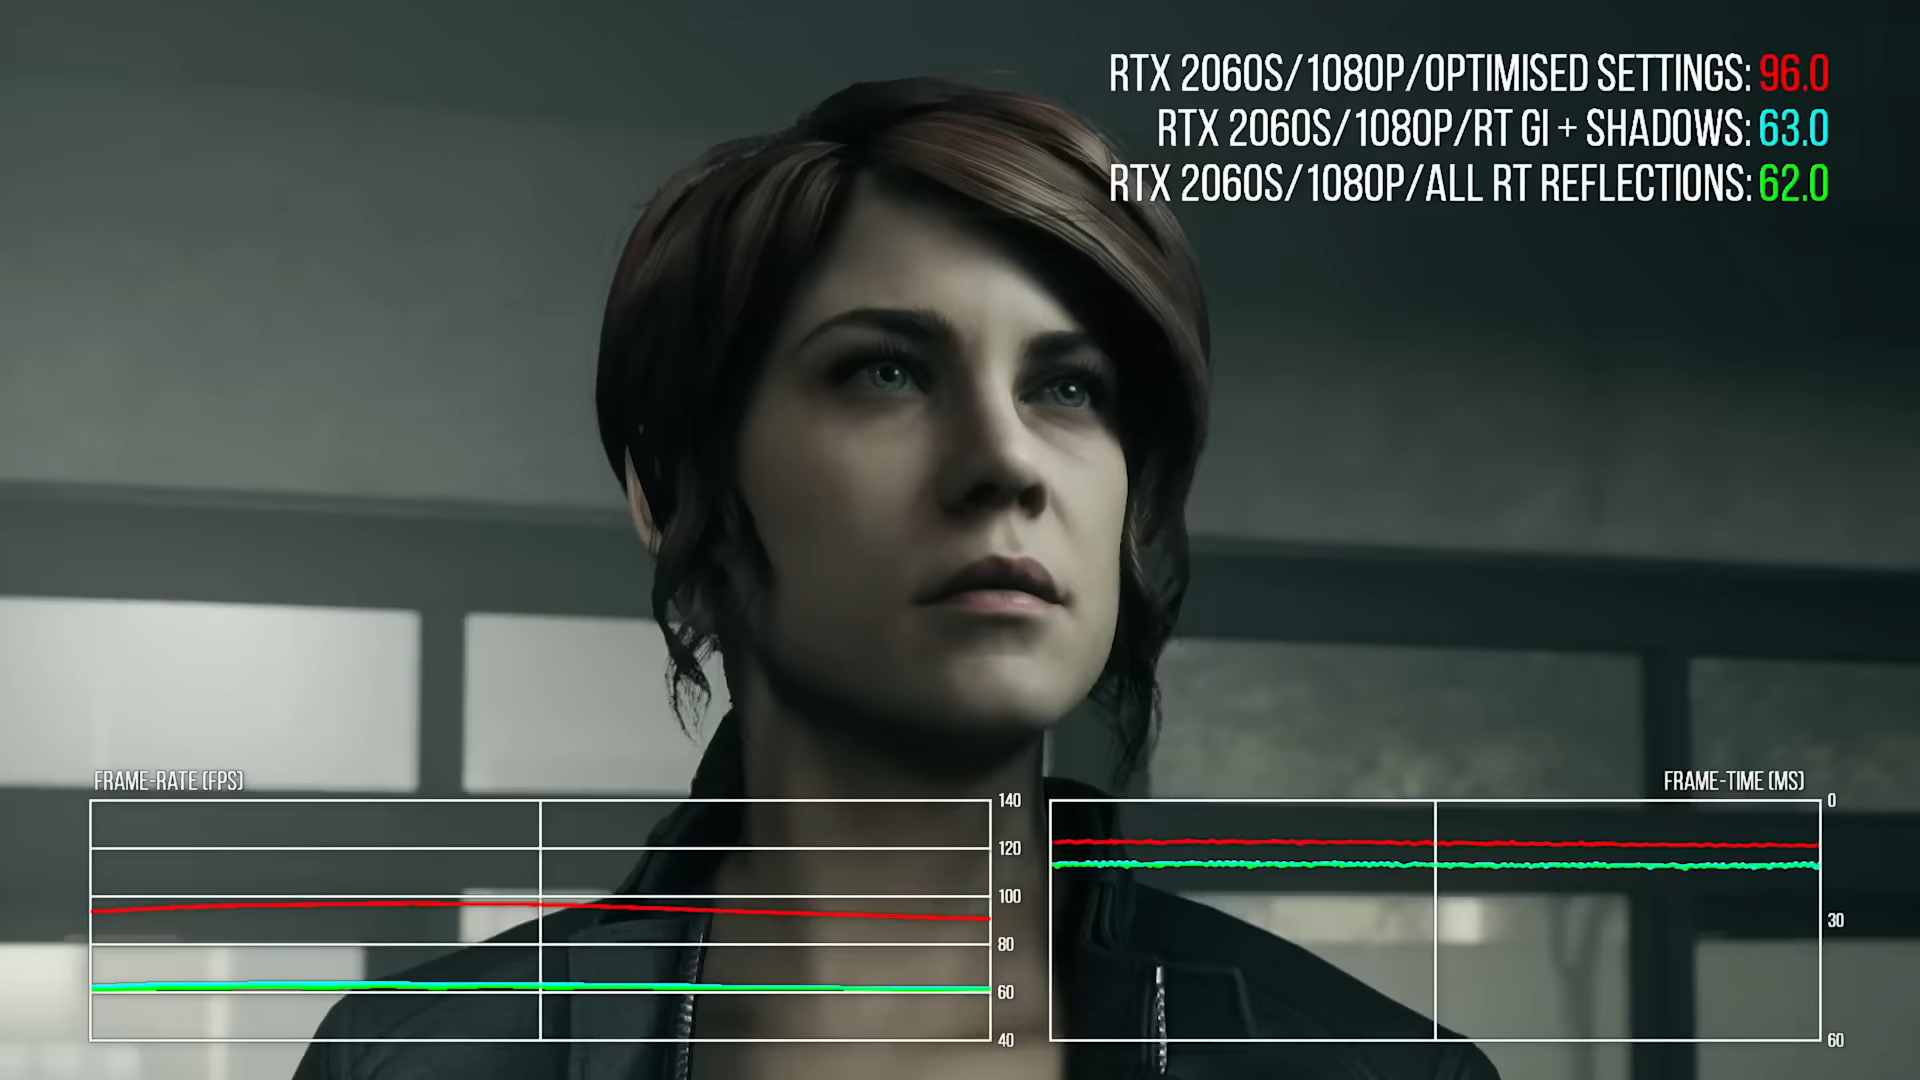 RTX 2060S/1080P/OPTIMISED SETTINGS: 96.0
RTX 2060S/1080P/RT GI + SHADOWS: 63.0
RTX 2060S/1080P/ALL RT REFLECTIONS: 62.0
FRAME-RATE (FPS)
140
120
100
80
60
40
FRAME-TIME (MS)
0
30
60